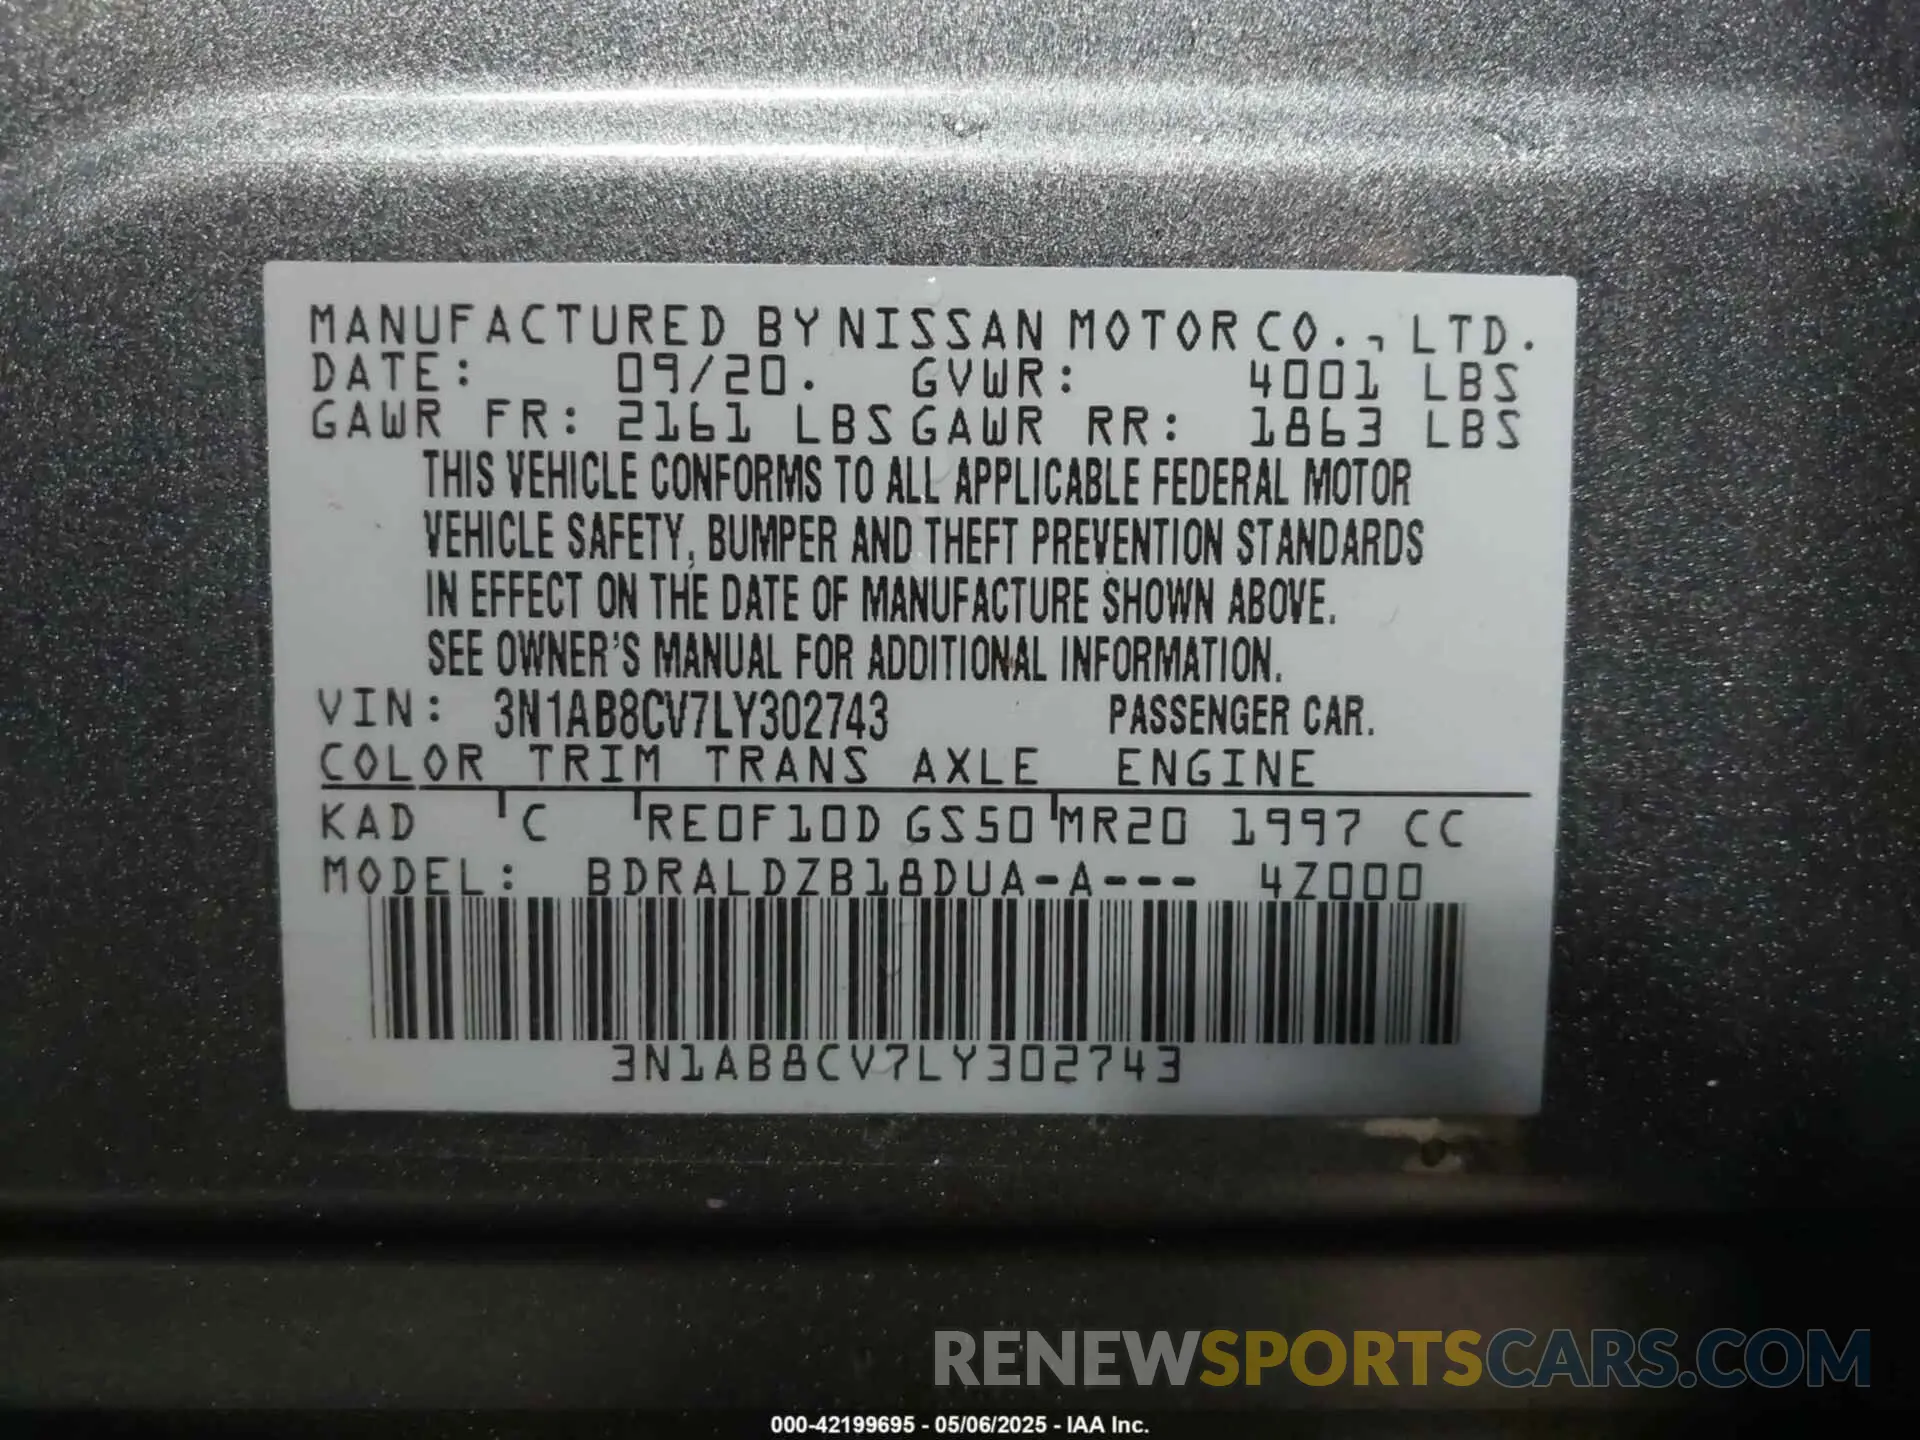 MANUFACTURED BY NISSAN MOTOR CO., LTD.
DATE: 09/20. GVWR: 4001 LBS
GAWR FR: 2161 LBS GAWR RR: 1863 LBS
THIS VEHICLE CONFORMS TO ALL APPLICABLE FEDERAL MOTOR
VEHICLE SAFETY, BUMPER AND THEFT PREVENTION STANDARDS
IN EFFECT ON THE DATE OF MANUFACTURE SHOWN ABOVE.
SEE OWNER'S MANUAL FOR ADDITIONAL INFORMATION.
VIN: 3N1AB8CV7LY302743 PASSENGER CAR.
COLOR TRIM TRANS AXLE ENGINE
KAD C RE0F10D GS50 MR20 1997 CC
MODEL: BDRALDZB18DUA-A--- 4Z000
3N1AB8CV7LY302743
RENEWSPORTSCARS.COM
000-42199695 - 05/06/2025 - IAA Inc.